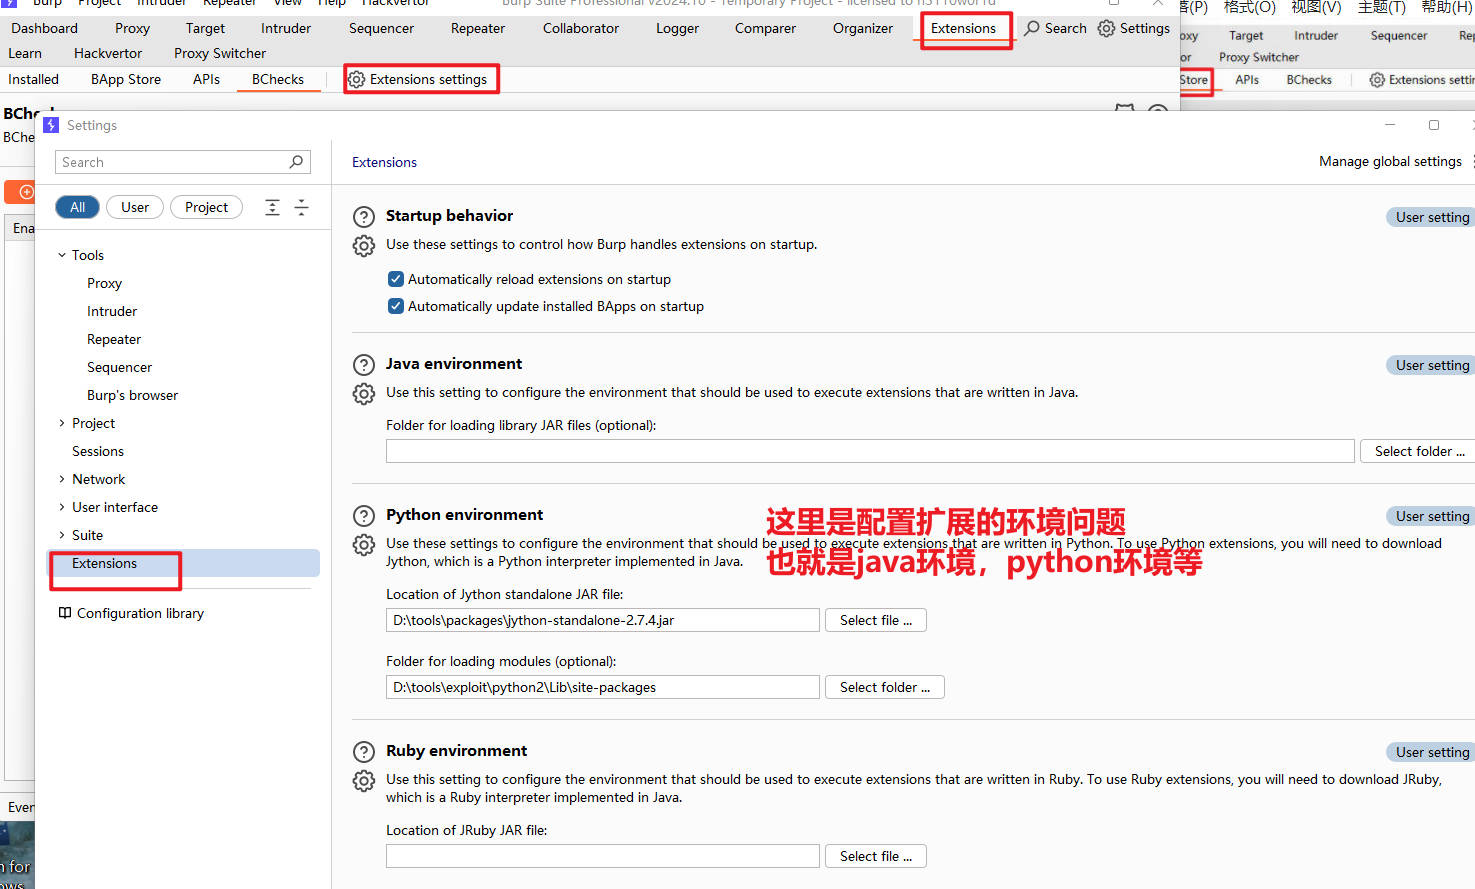 Burp Project Intruder Repeater View Help Hackvertor Burp Suite Professional v2024.10 - Temporary Project - licensed to h3110w0r1d
Dashboard Proxy Target Intruder Sequencer Repeater Collaborator Logger Comparer Organizer Extensions Search Settings
Learn Hackvertor Proxy Switcher
Installed BApp Store APIs BChecks Extensions settings
格式(O) 视图(V) 主题(T) 帮助(H)
Target Intruder Sequencer
Proxy Switcher
Store APIs BChecks Extensions
Settings
Search
All User Project
Tools
Proxy
Intruder
Repeater
Sequencer
Burp's browser
Project
Sessions
Network
User interface
Suite
Extensions
Configuration library
Extensions
Manage global settings
Startup behavior
User setting
Use these settings to control how Burp handles extensions on startup.
Automatically reload extensions on startup
Automatically update installed BApps on startup
Java environment
User setting
Use this setting to configure the environment that should be used to execute extensions that are written in Java.
Folder for loading library JAR files (optional):
Select folder ...
Python environment
User setting
这里是配置扩展的环境问题
Use these settings to configure the environment that should be used to execute extensions that are written in Python. To use Python extensions, you will need to download
Jython, which is a Python interpreter implemented in Java.
也就是java环境，python环境等
Location of Jython standalone JAR file:
D:\tools\packages\jython-standalone-2.7.4.jar
Select file ...
Folder for loading modules (optional):
D:\tools\exploit\python2\Lib\site-packages
Select folder ...
Ruby environment
User setting
Use this setting to configure the environment that should be used to execute extensions that are written in Ruby. To use Ruby extensions, you will need to download JRuby,
which is a Ruby interpreter implemented in Java.
Location of JRuby JAR file:
Select file ...